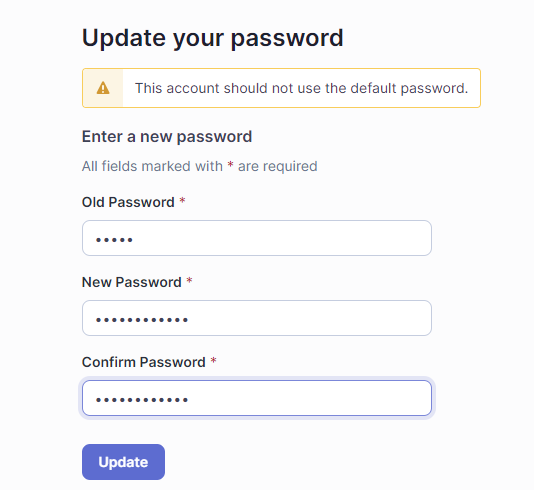 Update your password
This account should not use the default password.
Enter a new password
All fields marked with * are required
Old Password *
•••••
New Password *
••••••••••••
Confirm Password *
••••••••••••
Update